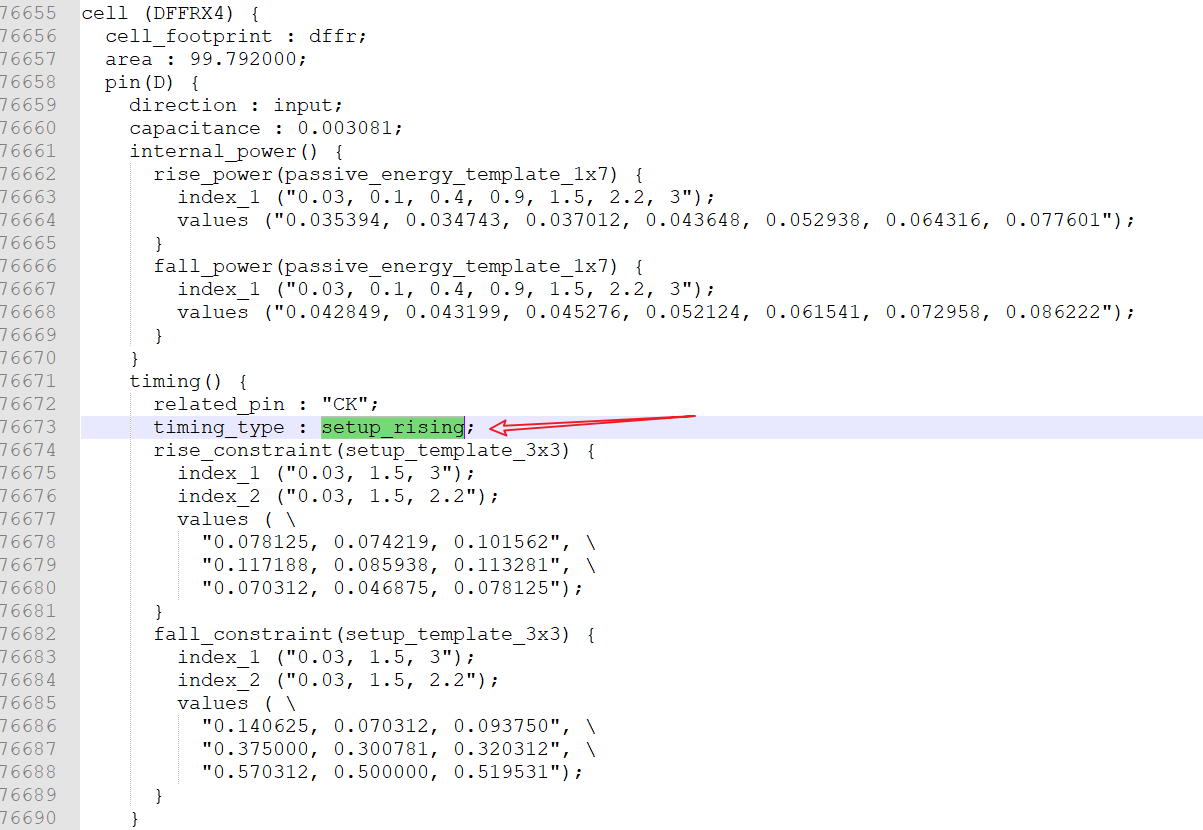 76655 cell (DFFRX4) {
76656   cell_footprint : dffr;
76657   area : 99.792000;
76658   pin(D) {
76659     direction : input;
76660     capacitance : 0.003081;
76661     internal_power() {
76662       rise_power(passive_energy_template_1x7) {
76663         index_1 ("0.03, 0.1, 0.4, 0.9, 1.5, 2.2, 3");
76664         values ("0.035394, 0.034743, 0.037012, 0.043648, 0.052938, 0.064316, 0.077601");
76665       }
76666       fall_power(passive_energy_template_1x7) {
76667         index_1 ("0.03, 0.1, 0.4, 0.9, 1.5, 2.2, 3");
76668         values ("0.042849, 0.043199, 0.045276, 0.052124, 0.061541, 0.072958, 0.086222");
76669       }
76670     }
76671     timing() {
76672       related_pin : "CK";
76673       timing_type : setup_rising;
76674       rise_constraint(setup_template_3x3) {
76675         index_1 ("0.03, 1.5, 3");
76676         index_2 ("0.03, 1.5, 2.2");
76677         values ( \
76678           "0.078125, 0.074219, 0.101562", \
76679           "0.117188, 0.085938, 0.113281", \
76680           "0.070312, 0.046875, 0.078125");
76681       }
76682       fall_constraint(setup_template_3x3) {
76683         index_1 ("0.03, 1.5, 3");
76684         index_2 ("0.03, 1.5, 2.2");
76685         values ( \
76686           "0.140625, 0.070312, 0.093750", \
76687           "0.375000, 0.300781, 0.320312", \
76688           "0.570312, 0.500000, 0.519531");
76689       }
76690     }